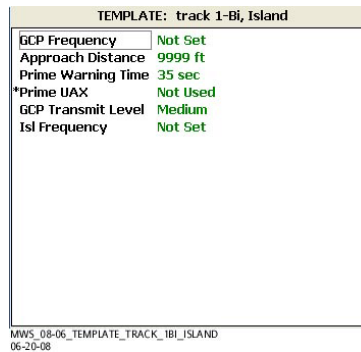 TEMPLATE: track 1-Bi, Island
GCP Frequency Not Set
Approach Distance 9999 ft
Prime Warning Time 35 sec
*Prime UAX Not Used
GCP Transmit Level Medium
Isl Frequency Not Set
MWS_08-06_TEMPLATE_TRACK_1BI_ISLAND
06-20-08